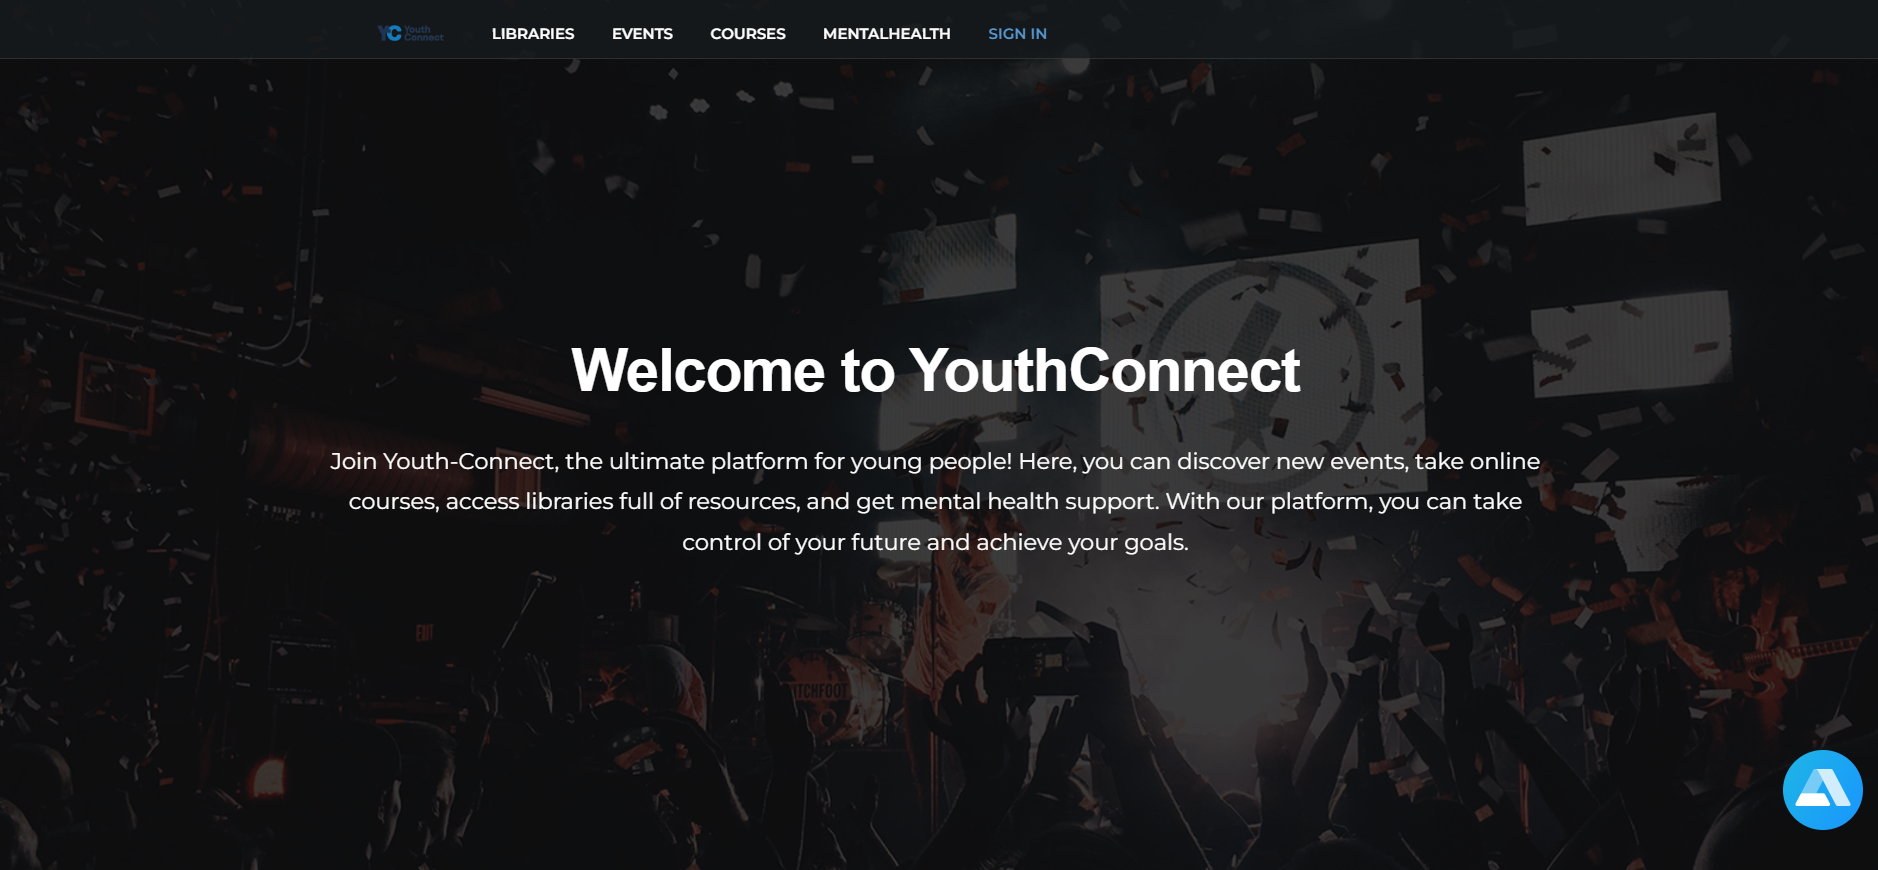 YC Youth
Connect
LIBRARIES EVENTS COURSES MENTALHEALTH SIGN IN
Welcome to YouthConnect
Join Youth-Connect, the ultimate platform for young people! Here, you can discover new events, take online
courses, access libraries full of resources, and get mental health support. With our platform, you can take
control of your future and achieve your goals.
EXIT
ITCHFOOT